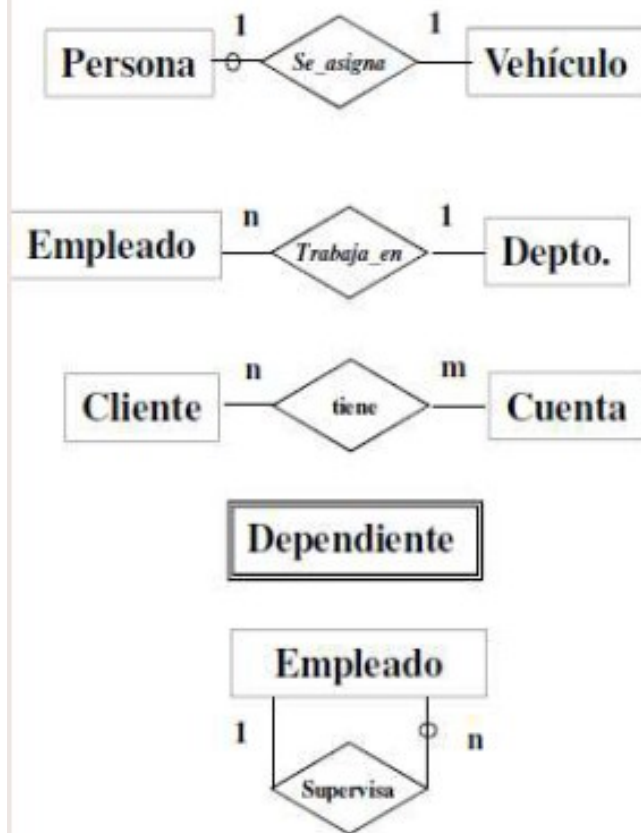 1 1
Persona Se_asigna Vehículo
n 1
Empleado Trabaja_en Depto.
n m
Cliente tiene Cuenta
Dependiente
Empleado
1 n
Supervisa